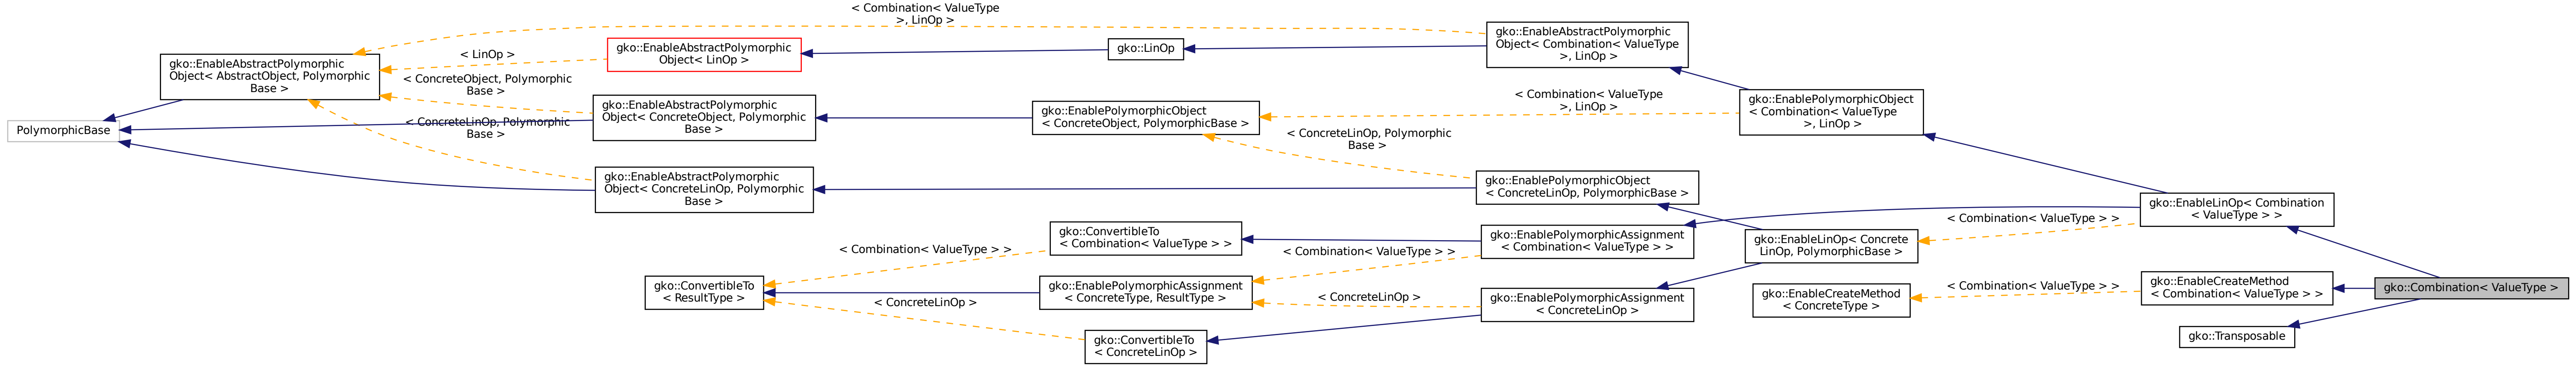 PolymorphicBase
gko::EnableAbstractPolymorphic
Object< AbstractObject, Polymorphic
Base >
< Combination< ValueType
>, LinOp >
< LinOp >
< ConcreteObject, Polymorphic
Base >
< ConcreteLinOp, Polymorphic
Base >
gko::EnableAbstractPolymorphic
Object< LinOp >
gko::EnableAbstractPolymorphic
Object< ConcreteObject, Polymorphic
Base >
gko::EnableAbstractPolymorphic
Object< ConcreteLinOp, Polymorphic
Base >
gko::ConvertibleTo
< ResultType >
< Combination< ValueType > >
< ConcreteLinOp >
gko::LinOp
gko::EnablePolymorphicObject
< ConcreteObject, PolymorphicBase >
gko::ConvertibleTo
< Combination< ValueType > >
gko::EnablePolymorphicAssignment
< ConcreteType, ResultType >
gko::ConvertibleTo
< ConcreteLinOp >
< Combination< ValueType
>, LinOp >
< ConcreteLinOp, Polymorphic
Base >
< Combination< ValueType > >
< ConcreteLinOp >
gko::EnableAbstractPolymorphic
Object< Combination< ValueType
>, LinOp >
gko::EnablePolymorphicObject
< ConcreteLinOp, PolymorphicBase >
gko::EnablePolymorphicAssignment
< Combination< ValueType > >
gko::EnablePolymorphicAssignment
< ConcreteLinOp >
gko::EnablePolymorphicObject
< Combination< ValueType
>, LinOp >
gko::EnableLinOp< Concrete
LinOp, PolymorphicBase >
gko::EnableCreateMethod
< ConcreteType >
< Combination< ValueType > >
< Combination< ValueType > >
gko::EnableLinOp< Combination
< ValueType > >
gko::EnableCreateMethod
< Combination< ValueType > >
gko::Transposable
gko::Combination< ValueType >